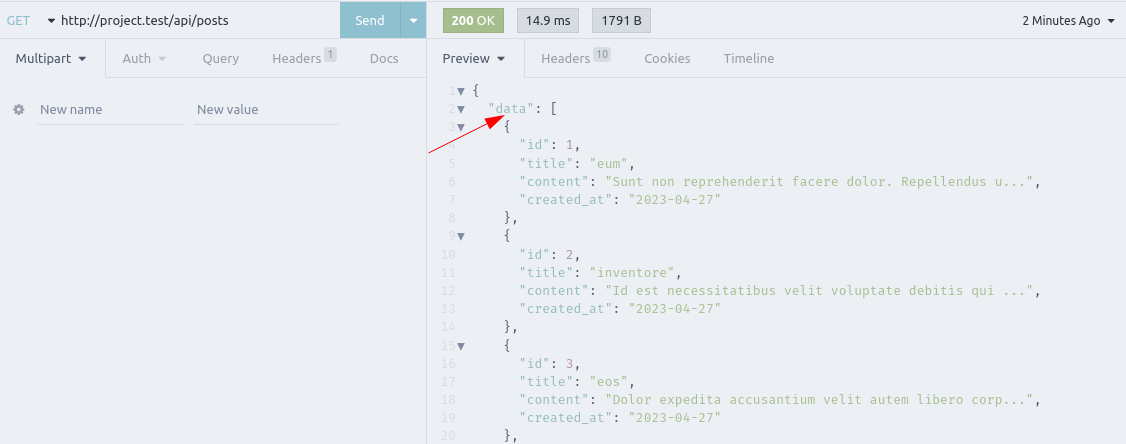 GET http://project.test/api/posts Send 200 OK 14.9 ms 1791 B 2 Minutes Ago
Multipart Auth Query Headers 1 Docs Preview Headers 10 Cookies Timeline
New name New value
1 {
2 "data": [
3 {
4 "id": 1,
5 "title": "eum",
6 "content": "Sunt non reprehenderit facere dolor. Repellendus u...",
7 "created_at": "2023-04-27"
8 },
9 {
10 "id": 2,
11 "title": "inventore",
12 "content": "Id est necessitatibus velit voluptate debitis qui ...",
13 "created_at": "2023-04-27"
14 },
15 {
16 "id": 3,
17 "title": "eos",
18 "content": "Dolor expedita accusantium velit autem libero corp...",
19 "created_at": "2023-04-27"
20 },